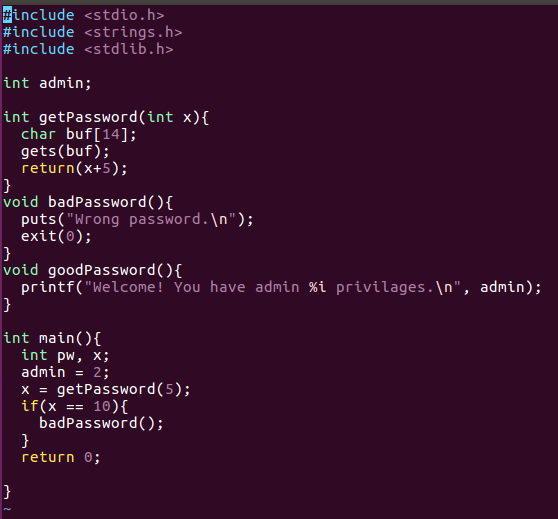 #include <stdio.h>
#include <strings.h>
#include <stdlib.h>

int admin;

int getPassword(int x){
  char buf[14];
  gets(buf);
  return(x+5);
}
void badPassword(){
  puts("Wrong password.\n");
  exit(0);
}
void goodPassword(){
  printf("Welcome! You have admin %i privilages.\n", admin);
}

int main(){
  int pw, x;
  admin = 2;
  x = getPassword(5);
  if(x == 10){
    badPassword();
  }
  return 0;

}
~